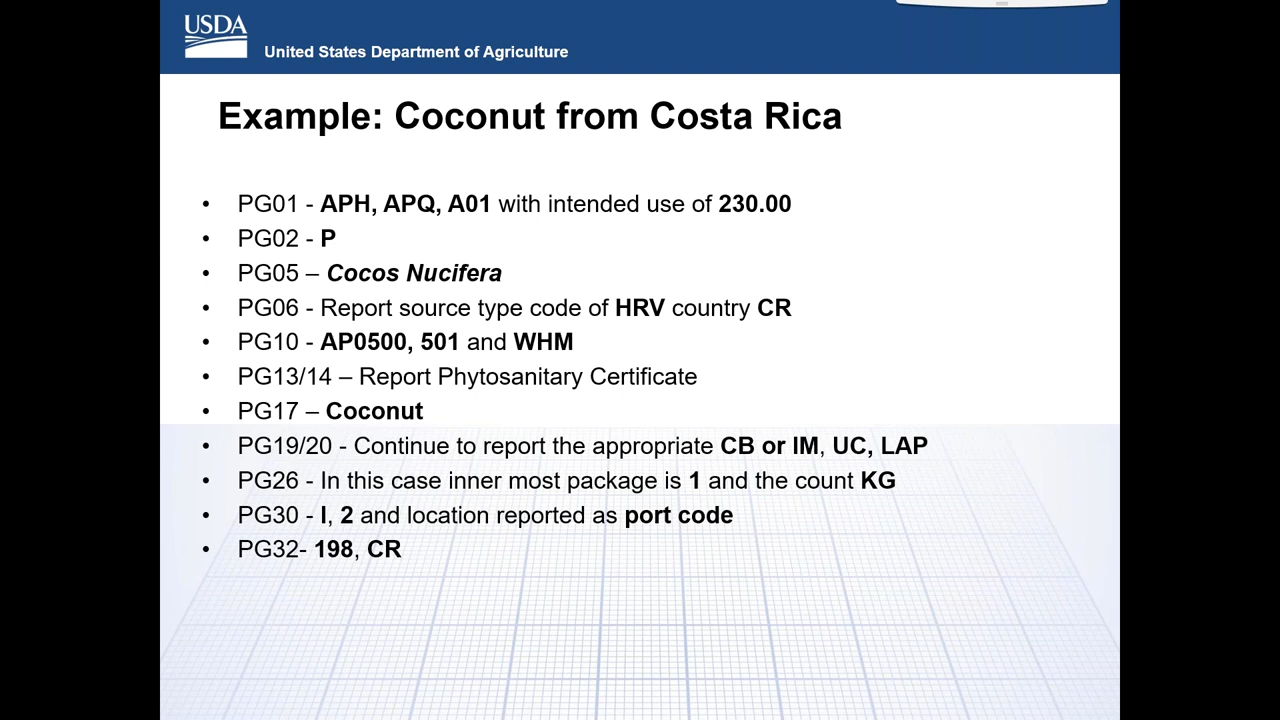 USDA
United States Department of Agriculture
Example: Coconut from Costa Rica
• PG01 - APH, APQ, A01 with intended use of 230.00
• PG02 - P
• PG05 – Cocos Nucifera
• PG06 - Report source type code of HRV country CR
• PG10 - AP0500, 501 and WHM
• PG13/14 – Report Phytosanitary Certificate
• PG17 – Coconut
• PG19/20 - Continue to report the appropriate CB or IM, UC, LAP
• PG26 - In this case inner most package is 1 and the count KG
• PG30 - I, 2 and location reported as port code
• PG32- 198, CR